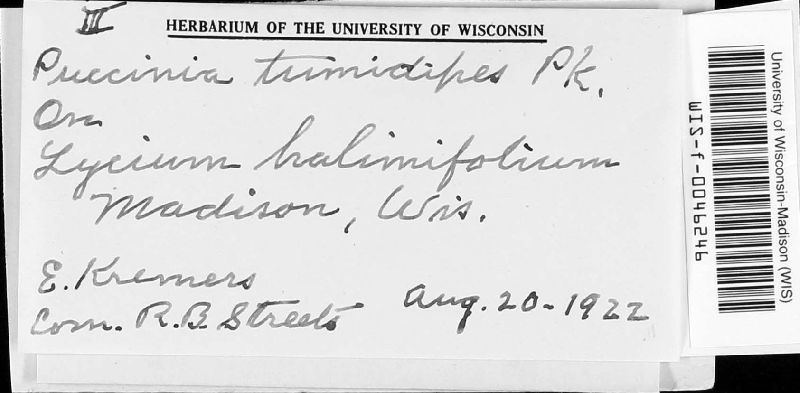 III
HERBARIUM OF THE UNIVERSITY OF WISCONSIN
Puccinia tumidipes Pk.
On
Lycium halimifolium
Madison, Wis.
E. Kremers
Com. R. B. Streets Aug. 20 - 1922
University of Wisconsin-Madison (WIS)
WIS-f-0046246